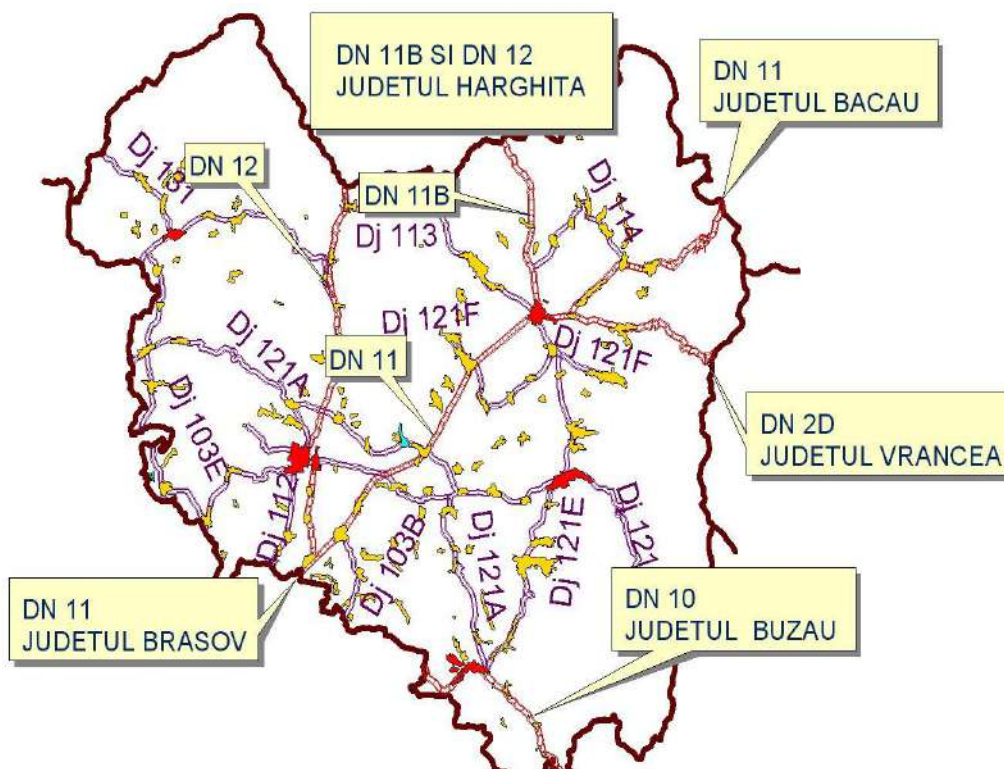 DN 11B SI DN 12
JUDETUL HARGHITA
DN 11
JUDETUL BACAU
Dj 131
DN 12
DN 11B
Dj 114
Dj 113
Dj 121F
Dj 121F
Dj 121A
DN 11
DN 2D
JUDETUL VRANCEA
Dj 103E
Dj 112
Dj 103B
Dj 121A
Dj 121E
Dj 121
DN 11
JUDETUL BRASOV
DN 10
JUDETUL BUZAU